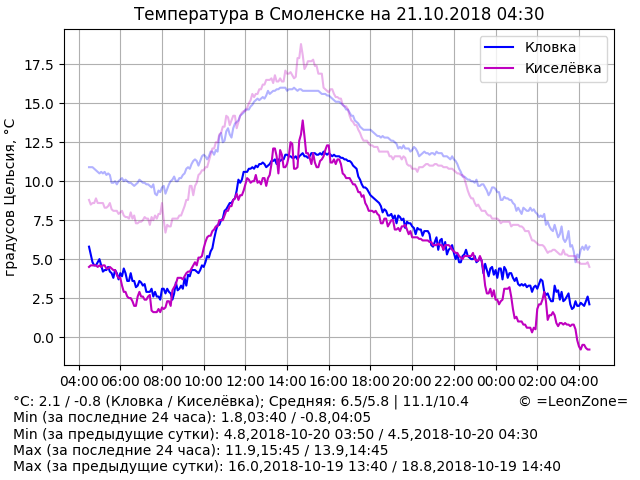 Температура в Смоленске на 21.10.2018 04:30
Кловка
Киселёвка
градусов Цельсия, °C
17.5
15.0
12.5
10.0
7.5
5.0
2.5
0.0
04:00 06:00 08:00 10:00 12:00 14:00 16:00 18:00 20:00 22:00 00:00 02:00 04:00
°C: 2.1 / -0.8 (Кловка / Киселёвка); Средняя: 6.5/5.8 | 11.1/10.4 © =LeonZone=
Min (за последние 24 часа): 1.8,03:40 / -0.8,04:05
Min (за предыдущие сутки): 4.8,2018-10-20 03:50 / 4.5,2018-10-20 04:30
Max (за последние 24 часа): 11.9,15:45 / 13.9,14:45
Max (за предыдущие сутки): 16.0,2018-10-19 13:40 / 18.8,2018-10-19 14:40